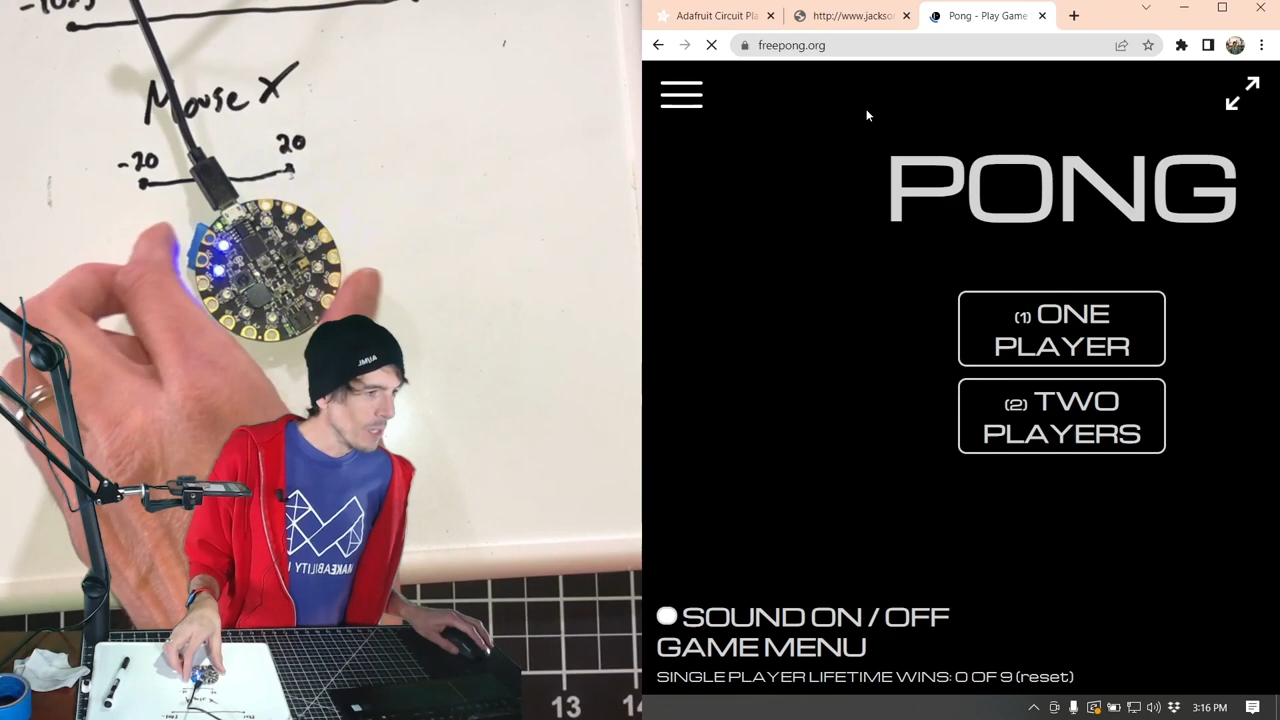 -1023
Mouse X
-20
20
MAKEABILITY L
13
Adafruit Circuit Pla
http://www.jackso
Pong - Play Game
freepong.org
PONG
(1) ONE
PLAYER
(2) TWO
PLAYERS
SOUND ON / OFF
GAME MENU
SINGLE PLAYER LIFETIME WINS: 0 OF 9 (reset)
3:16 PM